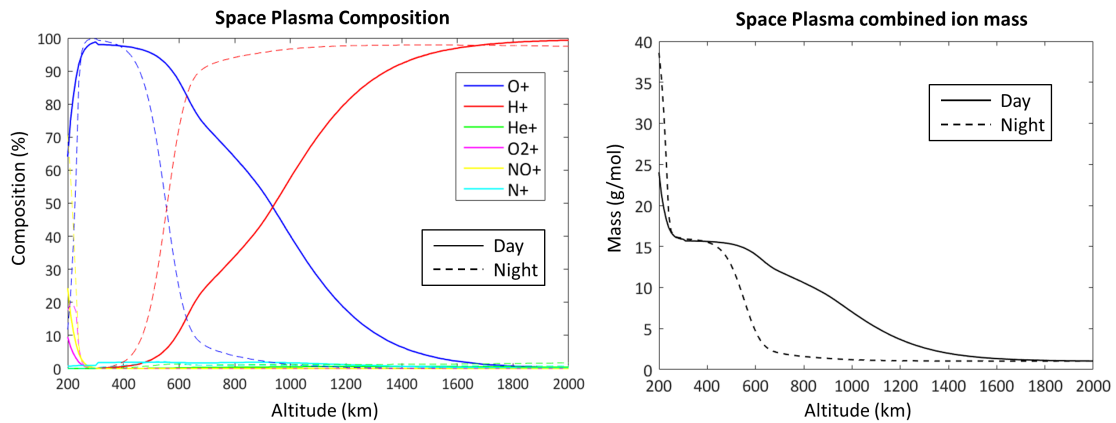 Space Plasma Composition
100
90
80
70
60
50
40
30
20
10
0
Composition (%)
200 400 600 800 1000 1200 1400 1600 1800 2000
Altitude (km)
O+
H+
He+
O2+
NO+
N+
Day
Night
Space Plasma combined ion mass
40
35
30
25
20
15
10
5
0
Mass (g/mol)
200 400 600 800 1000 1200 1400 1600 1800 2000
Altitude (km)
Day
Night